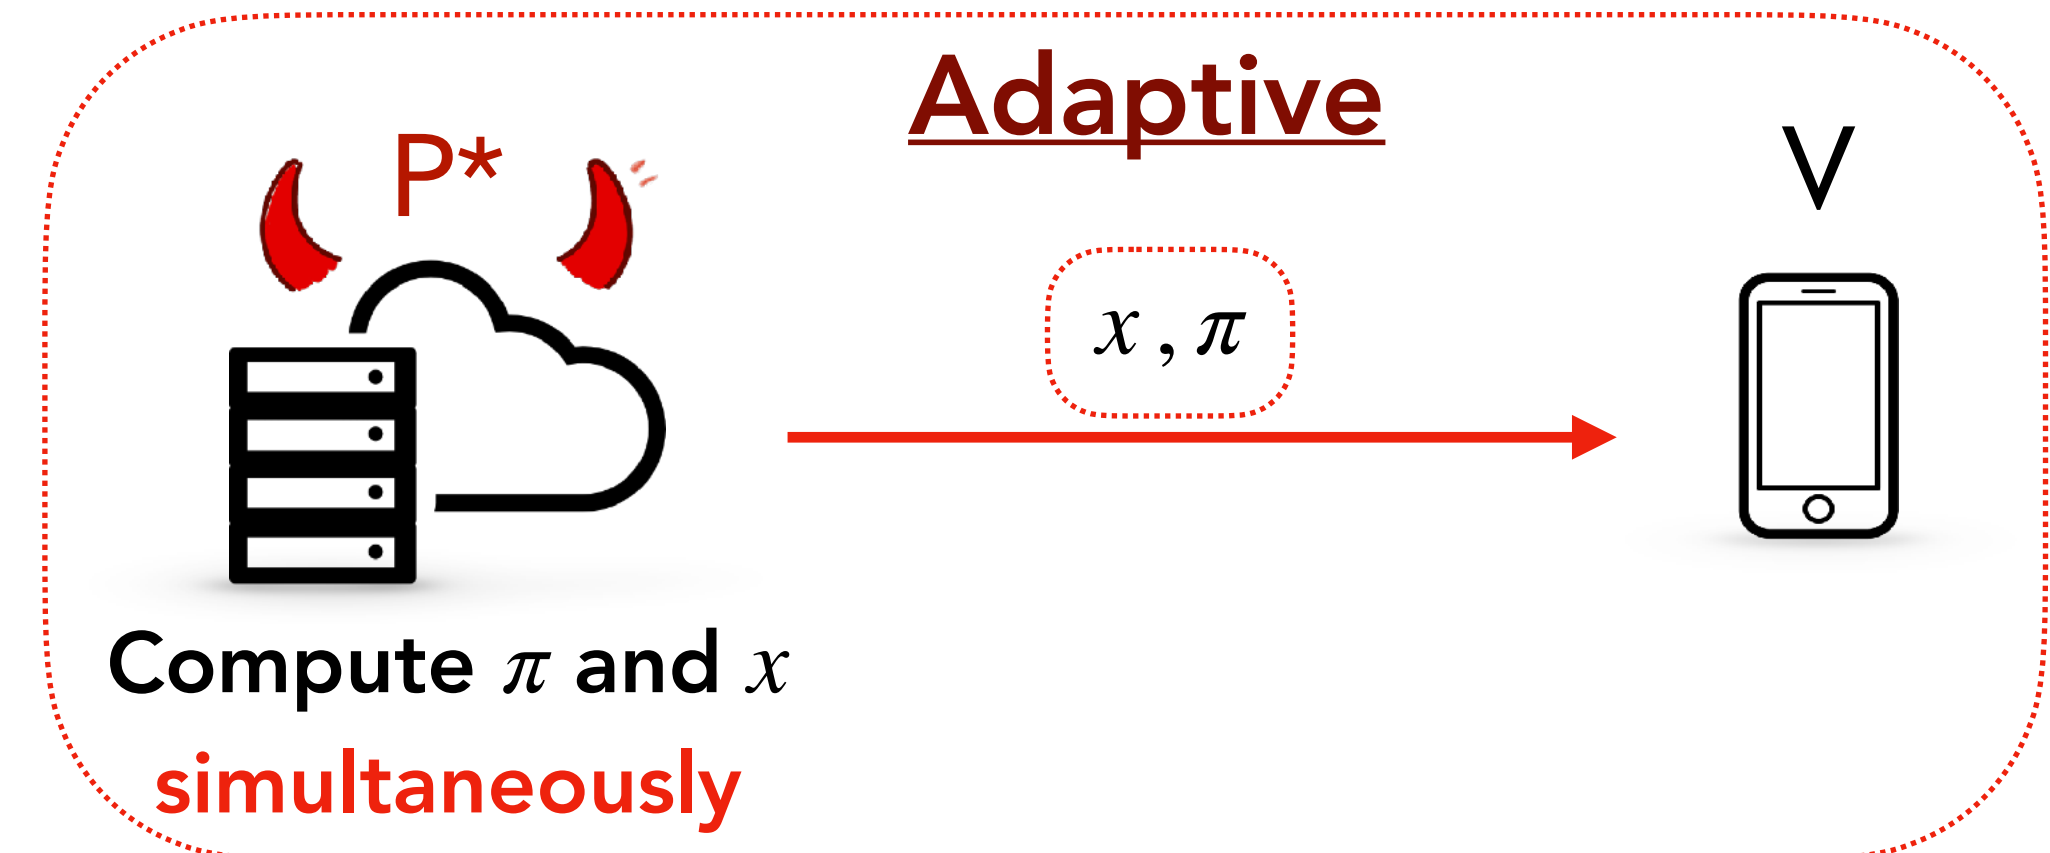 Adaptive
P*
V
x , π
Compute π and x
simultaneously